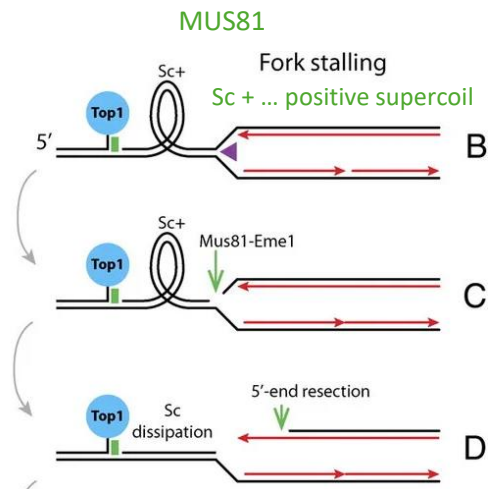 MUS81
Sc+
Fork stalling
Sc + ... positive supercoil
Top1
5′
B
Sc+
Mus81-Eme1
Top1
C
5′-end resection
Top1
Sc
dissipation
D